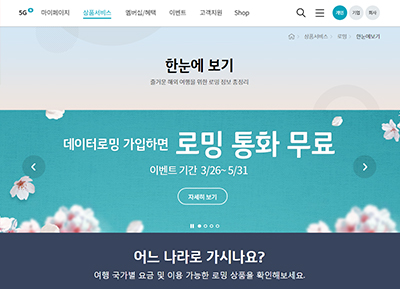 5G 마이페이지 상품서비스 멤버십/혜택 이벤트 고객지원 Shop 개인 기업 회사
상품서비스 로밍 한눈에보기
한눈에 보기
즐거운 해외 여행을 위한 로밍 정보 총정리
데이터로밍 가입하면 로밍 통화 무료
이벤트 기간 3/26~ 5/31
자세히 보기
어느 나라로 가시나요?
여행 국가별 요금 및 이용 가능한 로밍 상품을 확인해보세요.